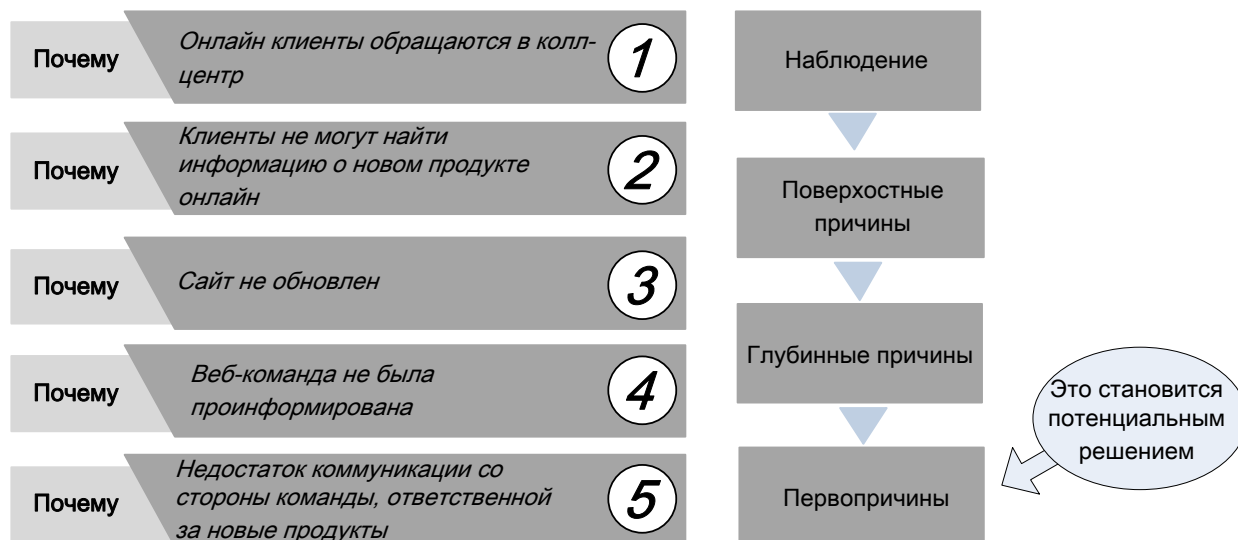 Почему
Онлайн клиенты обращаются в колл-
центр
1
Почему
Клиенты не могут найти
информацию о новом продукте
онлайн
2
Почему
Сайт не обновлен
3
Почему
Веб-команда не была
проинформирована
4
Почему
Недостаток коммуникации со
стороны команды, ответственной
за новые продукты
5
Наблюдение
Поверхостные
причины
Глубинные причины
Первопричины
Это становится
потенциальным
решением